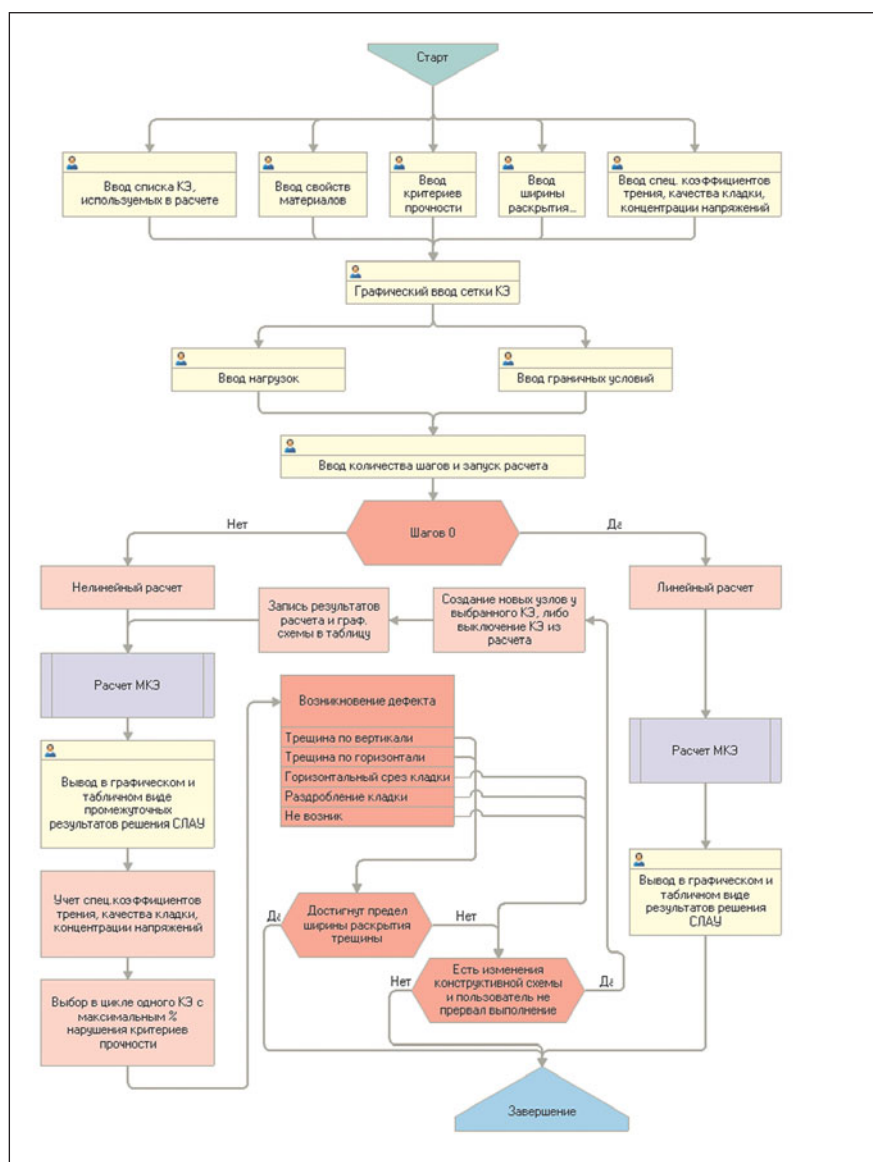 Старт
Ввод списка КЭ,
используемых в расчете
Ввод свойств
материалов
Ввод
критериев
прочности
Ввод
ширины
раскрытия...
Ввод спец. коэффициентов
трения, качества кладки,
концентрации напряжений
Графический ввод сетки КЭ
Ввод нагрузок
Ввод граничных условий
Ввод количества шагов и запуск расчета
Нет
Шагов 0
Да
Нелинейный расчет
Запись результатов
расчета и граф.
схемы в таблицу
Создание новых узлов у
выбранного КЭ, либо
выключение КЭ из
расчета
Линейный расчет
Расчет МКЭ
Возникновение дефекта
Трещина по вертикали
Трещина по горизонтали
Горизонтальный срез кладки
Раздробление кладки
Не возник
Расчет МКЭ
Вывод в графическом и
табличном виде
промежуточных
результатов решения СЛАУ
Вывод в графическом и
табличном виде
результатов решения
СЛАУ
Учет спец.коэффициентов
трения, качества кладки,
концентрации напряжений
Да
Достигнут предел
ширины раскрытия
трещины
Нет
Нет
Есть изменения
конструктивной схемы
и пользователь не
прервал выполнение
Да
Выбор в цикле одного КЭ с
максимальным %
нарушения критериев
прочности
Завершение